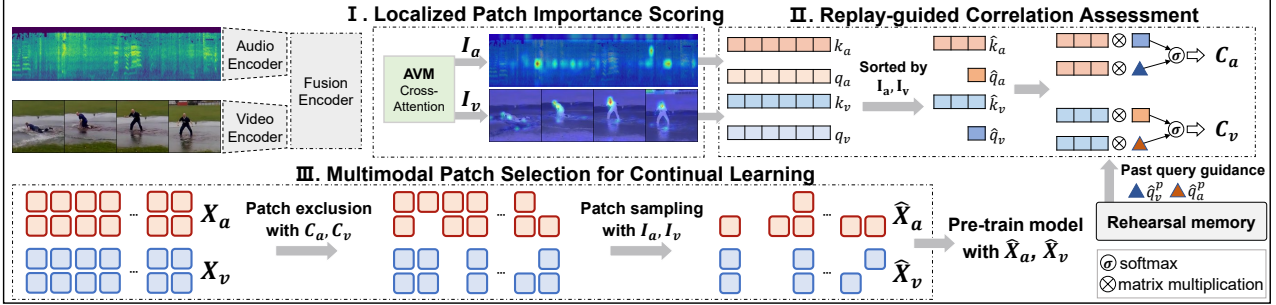 Ⅰ. Localized Patch Importance Scoring
Audio
Encoder
Video
Encoder
Fusion
Encoder
AVM
Cross-
Attention
I_a
I_v
Ⅱ. Replay-guided Correlation Assessment
k_a
q_a
k_v
q_v
Sorted by
I_a, I_v
k̂_a
q̂_a
k̂_v
q̂_v
⊗
σ
C_a
⊗
⊗
σ
C_v
⊗
Past query guidance
q̂_v^p q̂_a^p
Rehearsal memory
Ⅲ. Multimodal Patch Selection for Continual Learning
...
X_a
...
X_v
Patch exclusion
with C_a, C_v
...
...
Patch sampling
with I_a, I_v
...
X̂_a
...
X̂_v
Pre-train model
with X̂_a, X̂_v
σ softmax
⊗ matrix multiplication